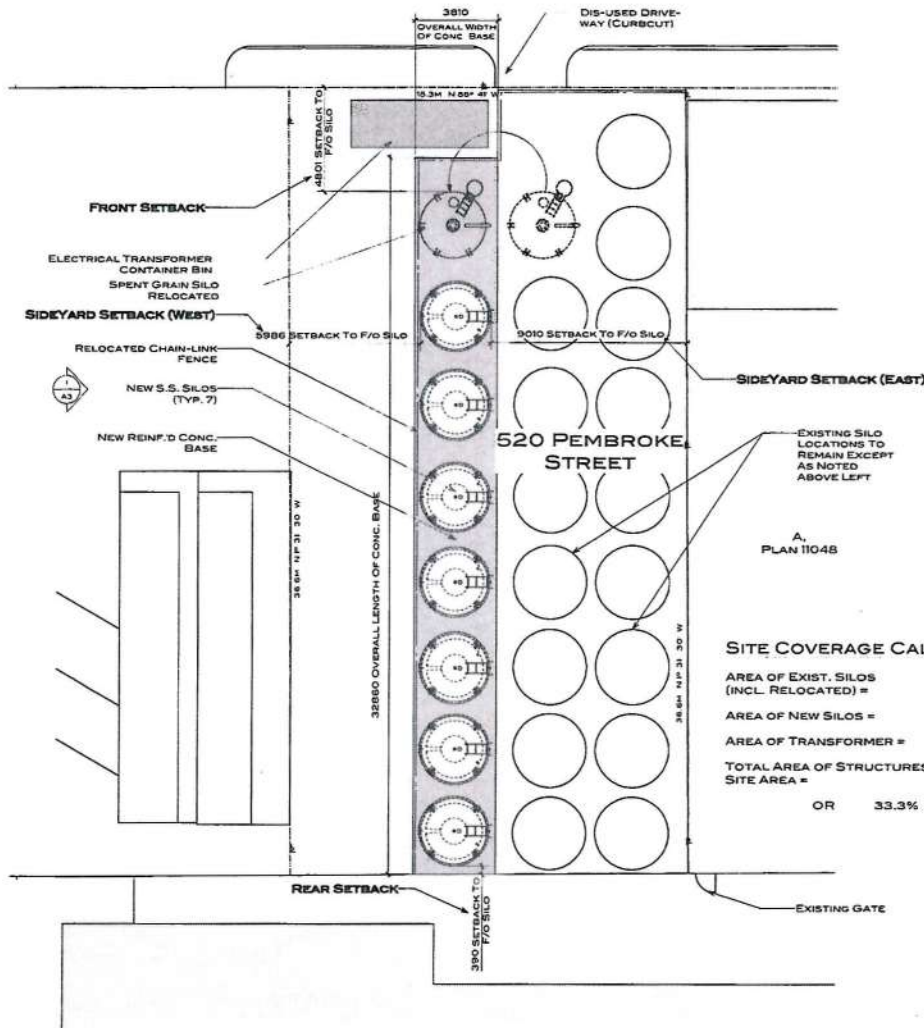 3810
OVERALL WIDTH
OF CONC BASE
DIS-USED DRIVE-
WAY (CURBCUT)
18.3M N 88° 41' W
4801 SETBACK TO
F/O SILO
FRONT SETBACK
ELECTRICAL TRANSFORMER
CONTAINER BIN
SPENT GRAIN SILO
RELOCATED
SIDEYARD SETBACK (WEST)
5986 SETBACK TO F/O SILO
9010 SETBACK TO F/O SILO
RELOCATED CHAIN-LINK
FENCE
SIDEYARD SETBACK (EAST)
1
A3
NEW S.S. SILOS
(TYP. 7)
NEW REINF.'D CONC.
BASE
520 PEMBROKE
STREET
EXISTING SILO
LOCATIONS TO
REMAIN EXCEPT
AS NOTED
ABOVE LEFT
A,
PLAN 11048
36.6M N 1° 31' 30" W
32860 OVERALL LENGTH OF CONC. BASE
36.6M N 1° 31' 30" W
SITE COVERAGE CAL
AREA OF EXIST. SILOS
(INCL. RELOCATED) =
AREA OF NEW SILOS =
AREA OF TRANSFORMER =
TOTAL AREA OF STRUCTURES
SITE AREA =
OR 33.3%
REAR SETBACK
390 SETBACK TO
F/O SILO
EXISTING GATE